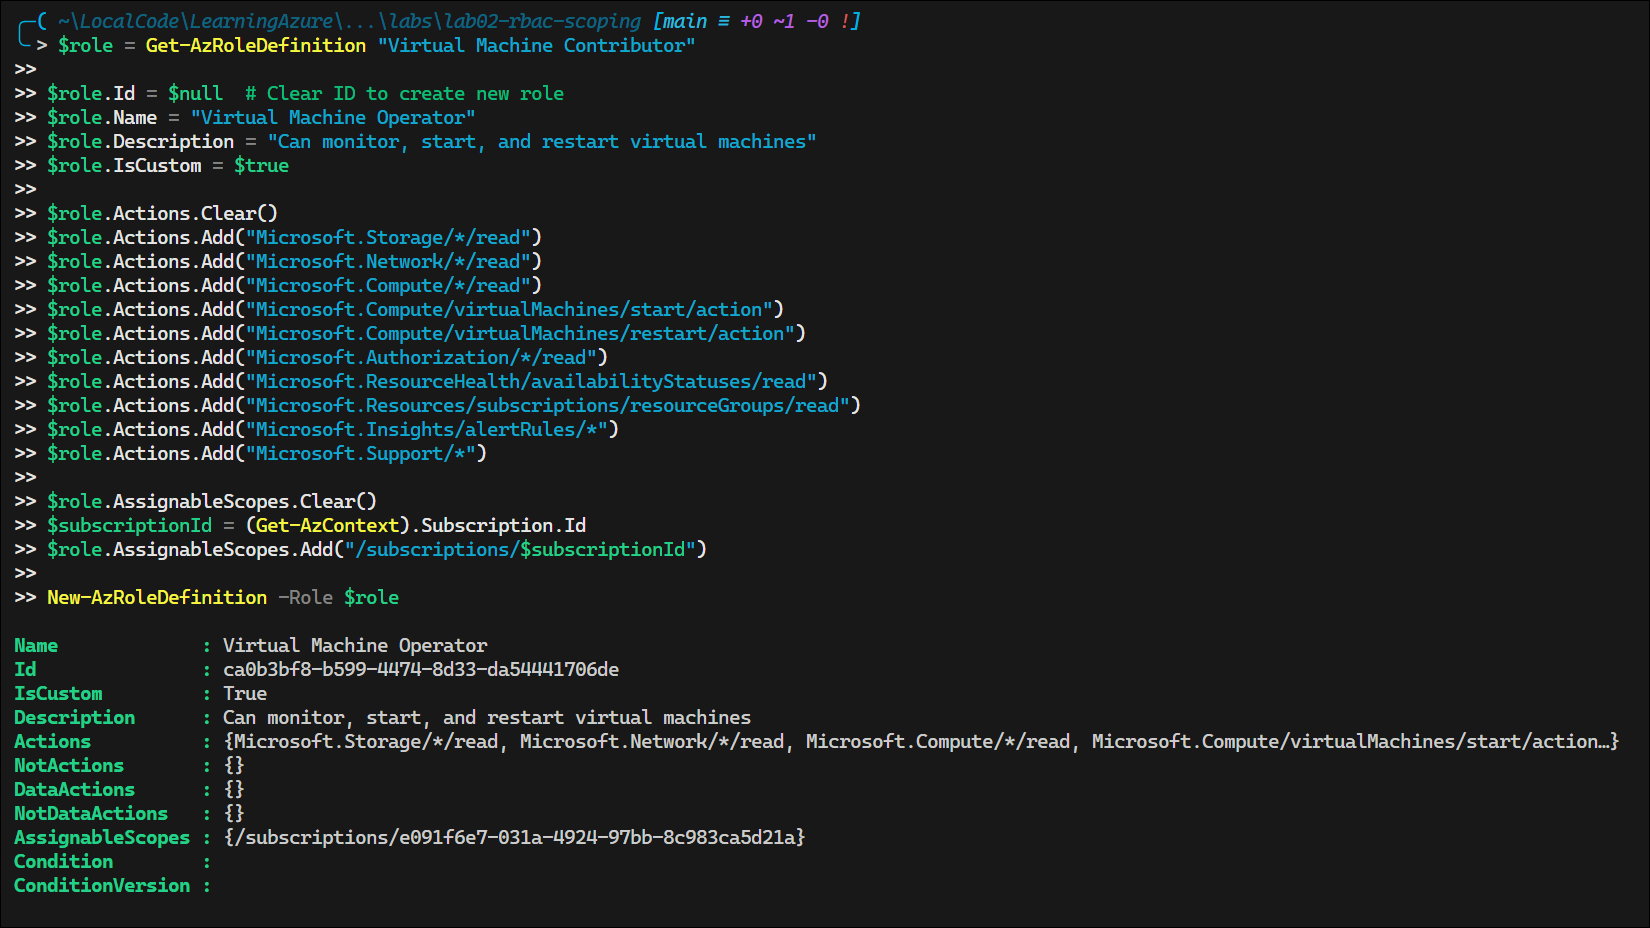 ~\LocalCode\LearningAzure\...\labs\lab02-rbac-scoping [main ≡ +0 ~1 -0 !]
> $role = Get-AzRoleDefinition "Virtual Machine Contributor"
>>
>> $role.Id = $null  # Clear ID to create new role
>> $role.Name = "Virtual Machine Operator"
>> $role.Description = "Can monitor, start, and restart virtual machines"
>> $role.IsCustom = $true
>>
>> $role.Actions.Clear()
>> $role.Actions.Add("Microsoft.Storage/*/read")
>> $role.Actions.Add("Microsoft.Network/*/read")
>> $role.Actions.Add("Microsoft.Compute/*/read")
>> $role.Actions.Add("Microsoft.Compute/virtualMachines/start/action")
>> $role.Actions.Add("Microsoft.Compute/virtualMachines/restart/action")
>> $role.Actions.Add("Microsoft.Authorization/*/read")
>> $role.Actions.Add("Microsoft.ResourceHealth/availabilityStatuses/read")
>> $role.Actions.Add("Microsoft.Resources/subscriptions/resourceGroups/read")
>> $role.Actions.Add("Microsoft.Insights/alertRules/*")
>> $role.Actions.Add("Microsoft.Support/*")
>>
>> $role.AssignableScopes.Clear()
>> $subscriptionId = (Get-AzContext).Subscription.Id
>> $role.AssignableScopes.Add("/subscriptions/$subscriptionId")
>>
>> New-AzRoleDefinition -Role $role
Name             : Virtual Machine Operator
Id               : ca0b3bf8-b599-4474-8d33-da54441706de
IsCustom         : True
Description      : Can monitor, start, and restart virtual machines
Actions          : {Microsoft.Storage/*/read, Microsoft.Network/*/read, Microsoft.Compute/*/read, Microsoft.Compute/virtualMachines/start/action…}
NotActions       : {}
DataActions      : {}
NotDataActions   : {}
AssignableScopes : {/subscriptions/e091f6e7-031a-4924-97bb-8c983ca5d21a}
Condition        :
ConditionVersion :